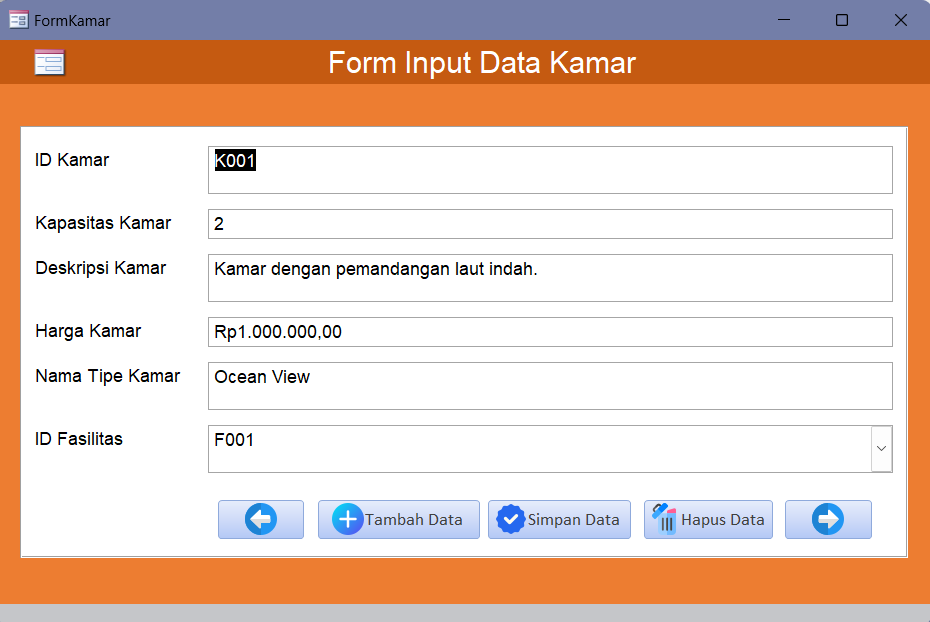 FormKamar
Form Input Data Kamar
ID Kamar K001
Kapasitas Kamar 2
Deskripsi Kamar Kamar dengan pemandangan laut indah.
Harga Kamar Rp1.000.000,00
Nama Tipe Kamar Ocean View
ID Fasilitas F001
Tambah Data Simpan Data Hapus Data